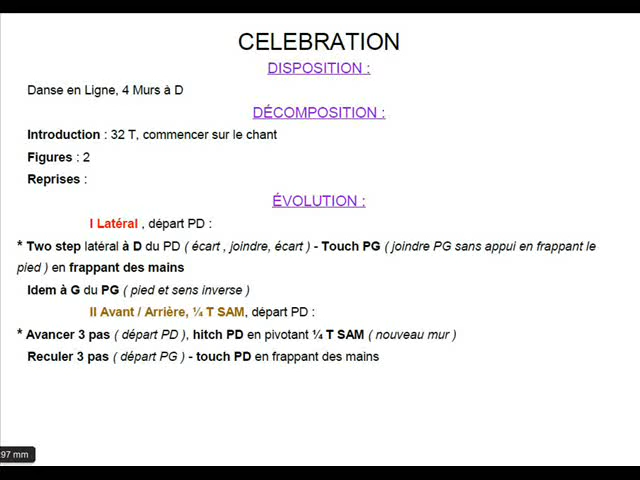 CELEBRATION
DISPOSITION :
Danse en Ligne, 4 Murs à D
DÉCOMPOSITION :
Introduction : 32 T, commencer sur le chant
Figures : 2
Reprises :
ÉVOLUTION :
I Latéral , départ PD :
* Two step latéral à D du PD ( écart , joindre, écart ) - Touch PG ( joindre PG sans appui en frappant le
pied ) en frappant des mains
Idem à G du PG ( pied et sens inverse )
II Avant / Arrière, ¼ T SAM, départ PD :
* Avancer 3 pas ( départ PD ), hitch PD en pivotant ¼ T SAM ( nouveau mur )
Reculer 3 pas ( départ PG ) - touch PD en frappant des mains
97 mm